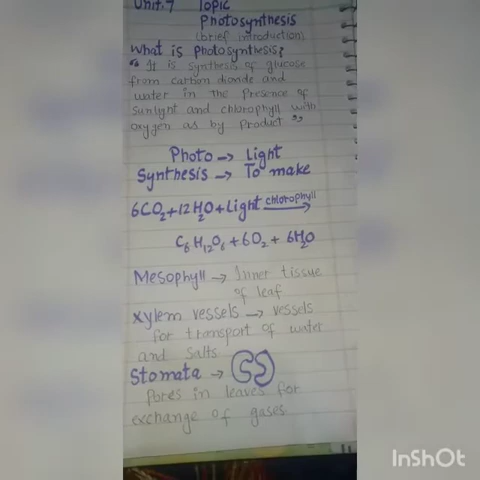 Unit.7 Topic
Photosynthesis
(brief introduction)
What is Photosynthesis?
" It is synthesis of glucose
from carbon dioxide and
water in the Presence of
Sunlight and chlorophyll with
oxygen as by Product "
Photo → Light
Synthesis → To make
6CO₂+12H₂O+Light chlorophyll →
C₆H₁₂O₆+6O₂+6H₂O
Mesophyll → Inner tissue
of leaf
Xylem vessels → vessels
for transport of water
and salts
Stomata →
Pores in leaves for
exchange of gases
InShOt